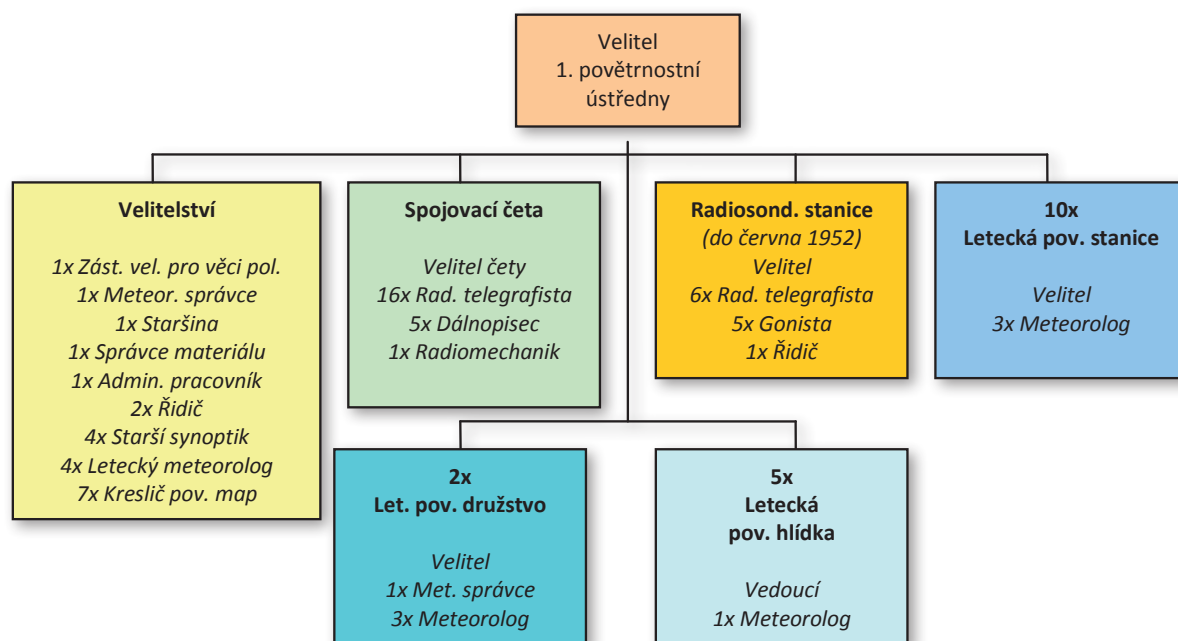 Velitel
1. povětrnostní
ústředny
Velitelství
1x Zást. vel. pro věci pol.
1x Meteor. správce
1x Staršina
1x Správce materiálu
1x Admin. pracovník
2x Řidič
4x Starší synoptik
4x Letecký meteorolog
7x Kreslič pov. map
Spojovací četa
Velitel čety
16x Rad. telegrafista
5x Dálnopisec
1x Radiomechanik
Radiosond. stanice
(do června 1952)
Velitel
6x Rad. telegrafista
5x Gonista
1x Řidič
10x
Letecká pov. stanice
Velitel
3x Meteorolog
2x
Let. pov. družstvo
Velitel
1x Met. správce
3x Meteorolog
5x
Letecká
pov. hlídka
Vedoucí
1x Meteorolog